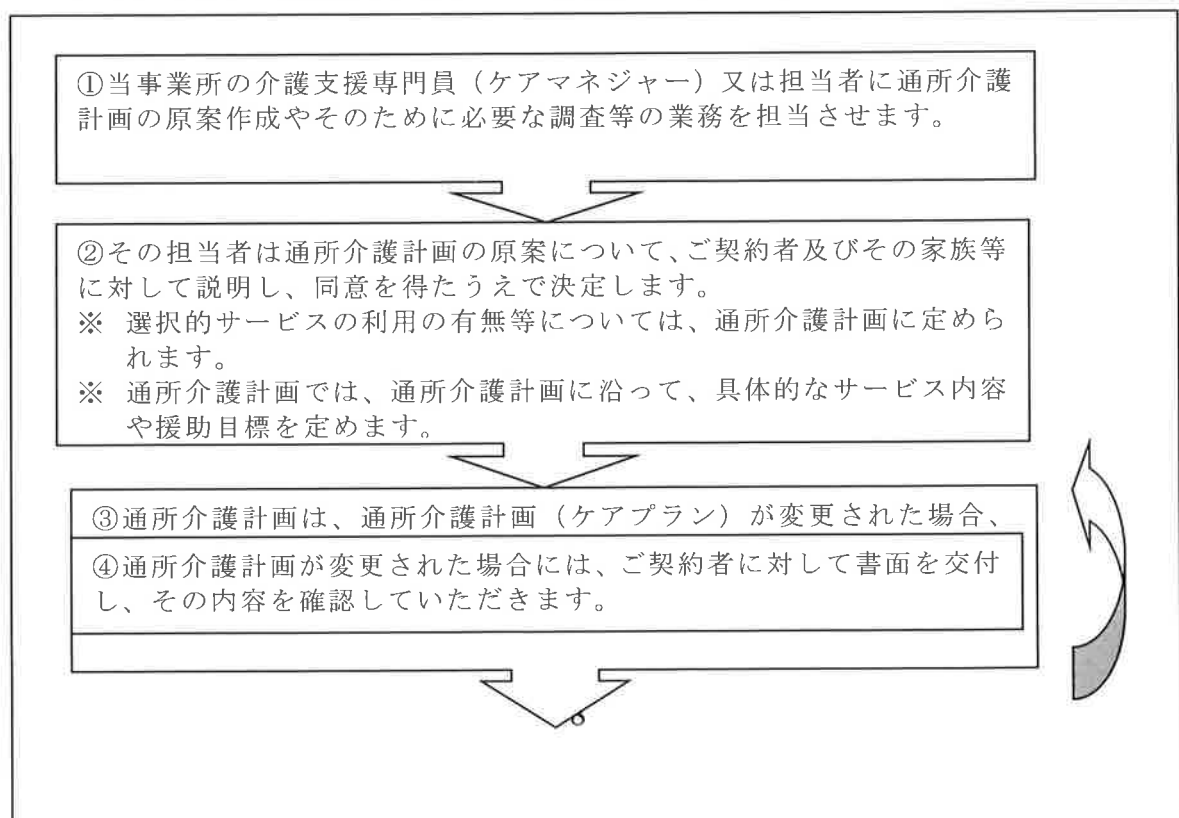 ①当事業所の介護支援専門員（ケアマネジャー）又は担当者に通所介護
計画の原案作成やそのために必要な調査等の業務を担当させます。
②その担当者は通所介護計画の原案について、ご契約者及びその家族等
に対して説明し、同意を得たうえで決定します。
※ 選択的サービスの利用の有無等については、通所介護計画に定めら
れます。
※ 通所介護計画では、通所介護計画に沿って、具体的なサービス内容
や援助目標を定めます。
③通所介護計画は、通所介護計画（ケアプラン）が変更された場合、
④通所介護計画が変更された場合には、ご契約者に対して書面を交付
し、その内容を確認していただきます。